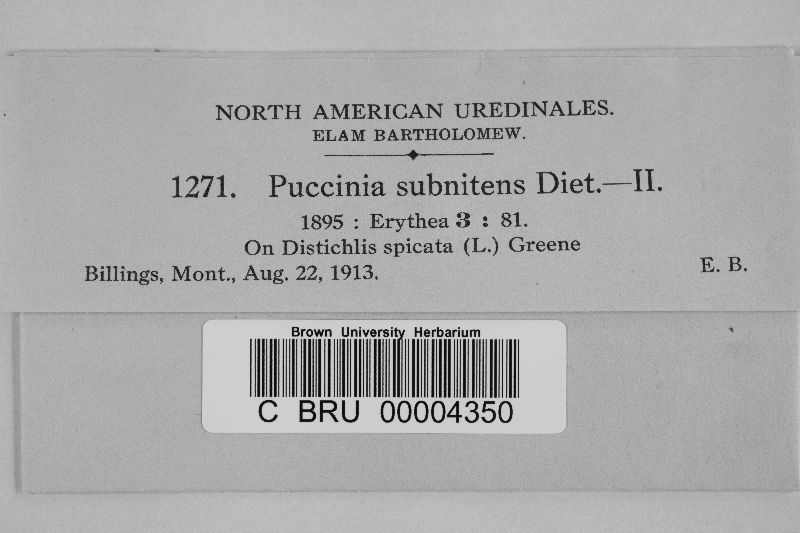 NORTH AMERICAN UREDINALES.
ELAM BARTHOLOMEW.
1271. Puccinia subnitens Diet.—II.
1895 : Erythea 3 : 81.
On Distichlis spicata (L.) Greene
Billings, Mont., Aug. 22, 1913. E. B.
Brown University Herbarium
C BRU 00004350